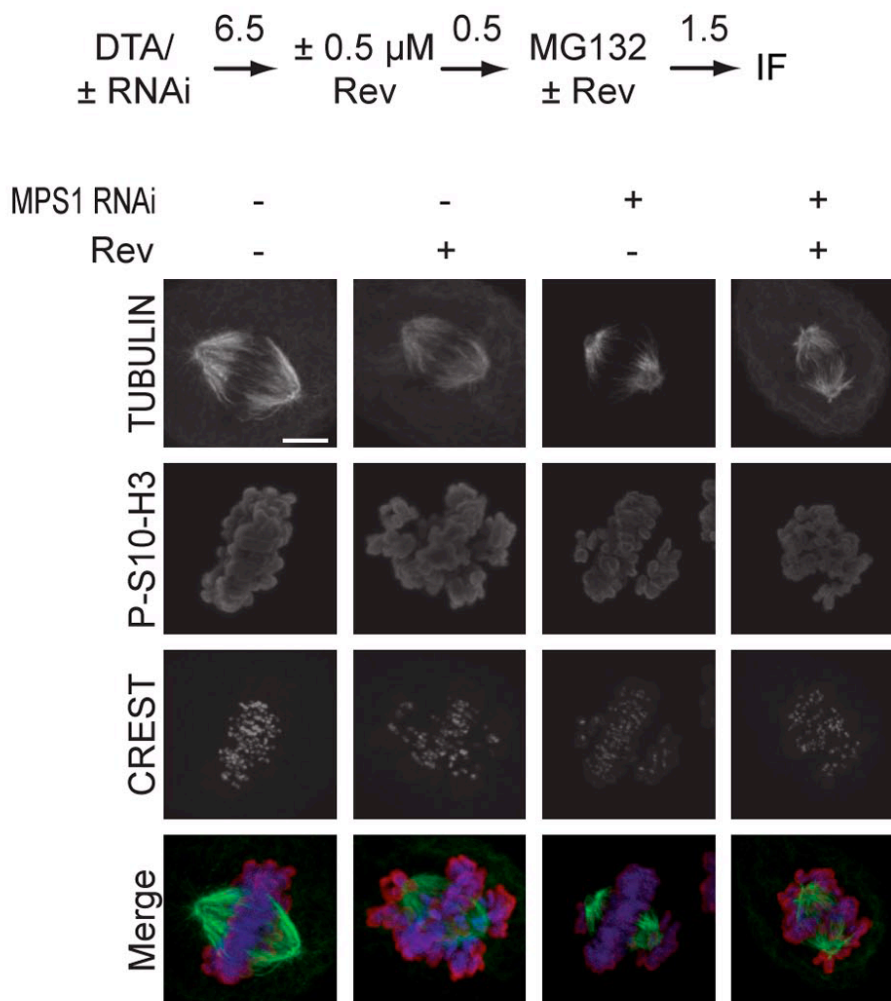 6.5 0.5 1.5
DTA/ ± 0.5 µM MG132 IF
± RNAi Rev ± Rev
MPS1 RNAi - - + +
Rev - + - +
TUBULIN
P-S10-H3
CREST
Merge